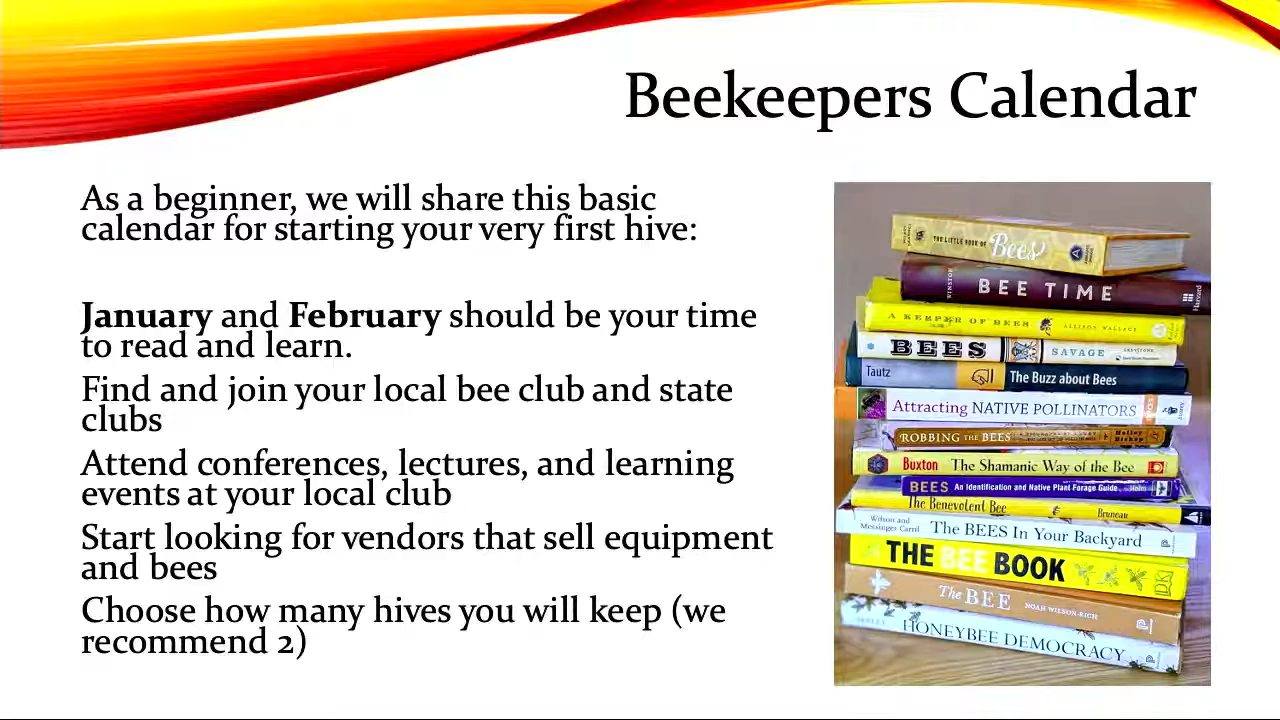 Beekeepers Calendar
As a beginner, we will share this basic
calendar for starting your very first hive:
January and February should be your time
to read and learn.
Find and join your local bee club and state
clubs
Attend conferences, lectures, and learning
events at your local club
Start looking for vendors that sell equipment
and bees
Choose how many hives you will keep (we
recommend 2)
THE LITTLE BOOK OF Bees
WINSTON BEE TIME Harvard
A KEEPER OF BEES ALLISON WALLACE
BEES SAVAGE GREYSTONE
Tautz The Buzz about Bees
Attracting NATIVE POLLINATORS
ROBBING THE BEES Holley Bishop
Buxton The Shamanic Way of the Bee
BEES An Identification and Native Plant Forage Guide Holm
The Benevolent Bee Bruneau
Wilson and Messinger Carril The BEES In Your Backyard
THE BEE BOOK DK
The BEE NOAH WILSON-RICH
HONEYBEE DEMOCRACY